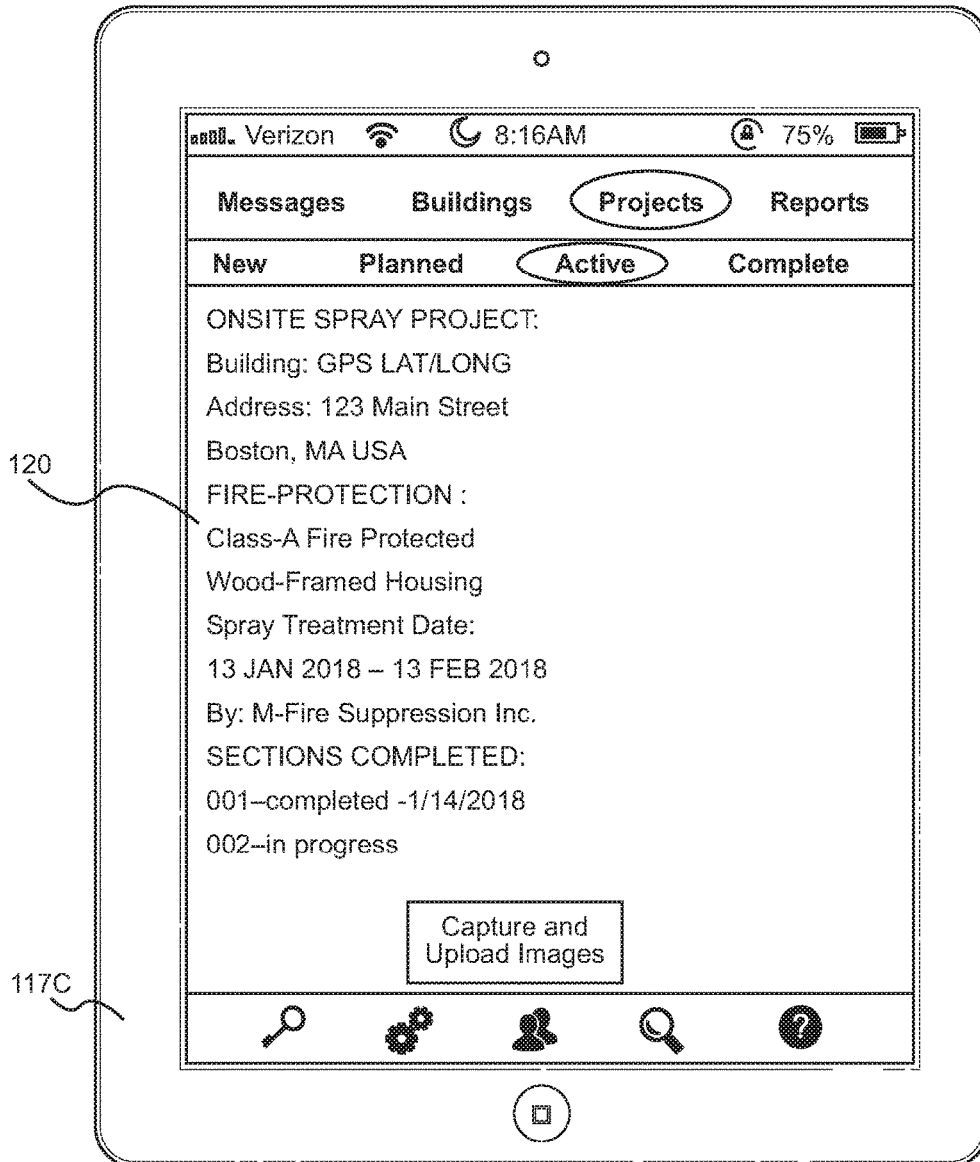 Verizon 8:16AM 75%
Messages Buildings Projects Reports
New Planned Active Complete
ONSITE SPRAY PROJECT:
Building: GPS LAT/LONG
Address: 123 Main Street
Boston, MA USA
120
FIRE-PROTECTION :
Class-A Fire Protected
Wood-Framed Housing
Spray Treatment Date:
13 JAN 2018 – 13 FEB 2018
By: M-Fire Suppression Inc.
SECTIONS COMPLETED:
001–completed -1/14/2018
002–in progress
Capture and
Upload Images
117C
?